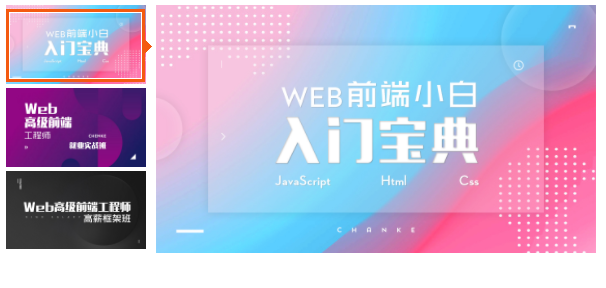 WEB前端小白
入门宝典
JavaScript Html Css
Web
高级前端
工程师
CHANKE
就业实战班
Web高级前端工程师
高薪框架班
WEB前端小白
入门宝典
JavaScript Html Css
CHANKE